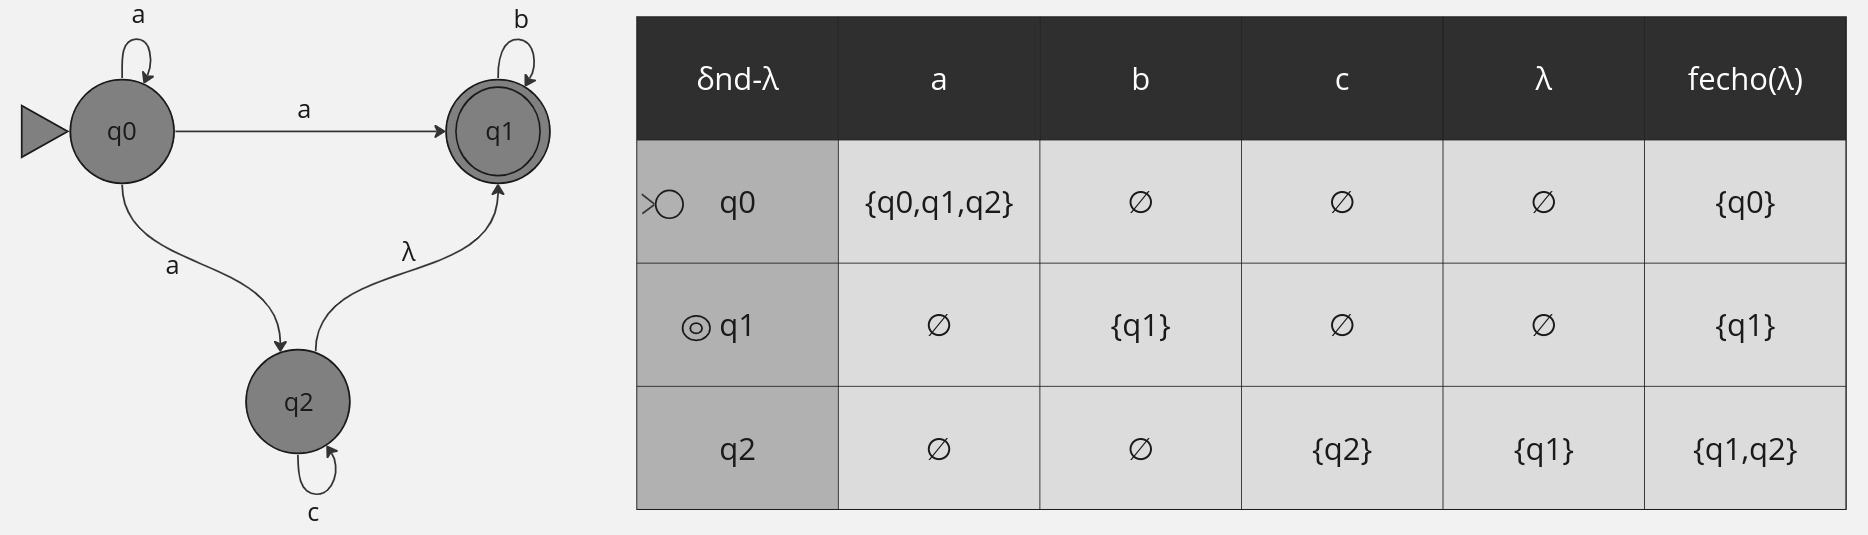 a
b
q0
a
q1
a
λ
q2
c
δnd-λ a b c λ fecho(λ)
q0 {q0,q1,q2} ∅ ∅ ∅ {q0}
q1 ∅ {q1} ∅ ∅ {q1}
q2 ∅ ∅ {q2} {q1} {q1,q2}